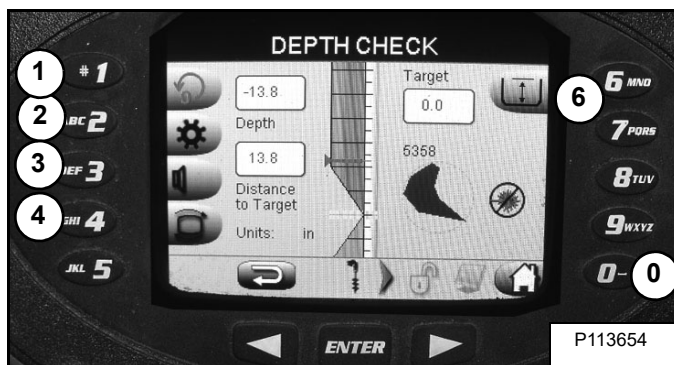 DEPTH CHECK
1
# 1
2
ABC 2
3
DEF 3
4
GHI 4
JKL 5
-13.8
Depth
13.8
Distance
to Target
Units: in
Target
0.0
5358
6
6 MNO
7 PQRS
8 TUV
9 WXYZ
0-
0
ENTER
P113654